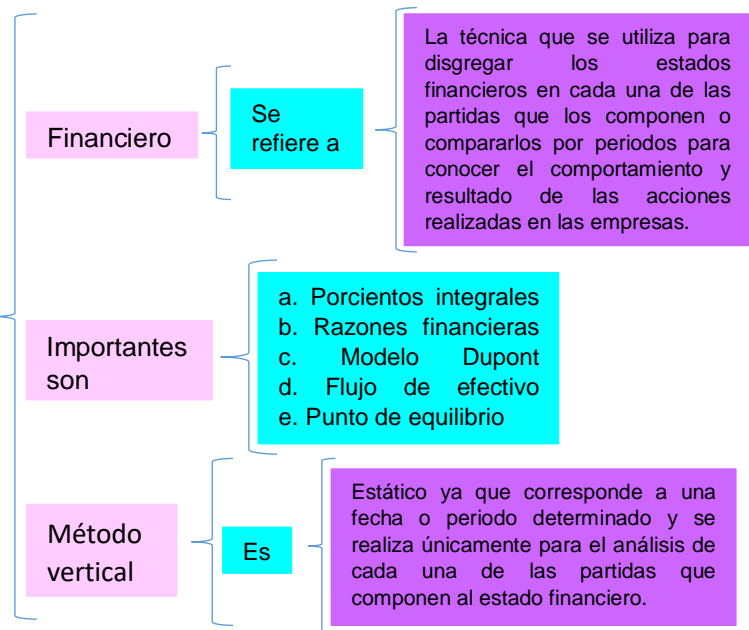 Financiero
Se
refiere a
La técnica que se utiliza para
disgregar los estados
financieros en cada una de las
partidas que los componen o
compararlos por periodos para
conocer el comportamiento y
resultado de las acciones
realizadas en las empresas.
Importantes
son
a. Porcientos integrales
b. Razones financieras
c. Modelo Dupont
d. Flujo de efectivo
e. Punto de equilibrio
Método
vertical
Es
Estático ya que corresponde a una
fecha o periodo determinado y se
realiza únicamente para el análisis de
cada una de las partidas que
componen al estado financiero.